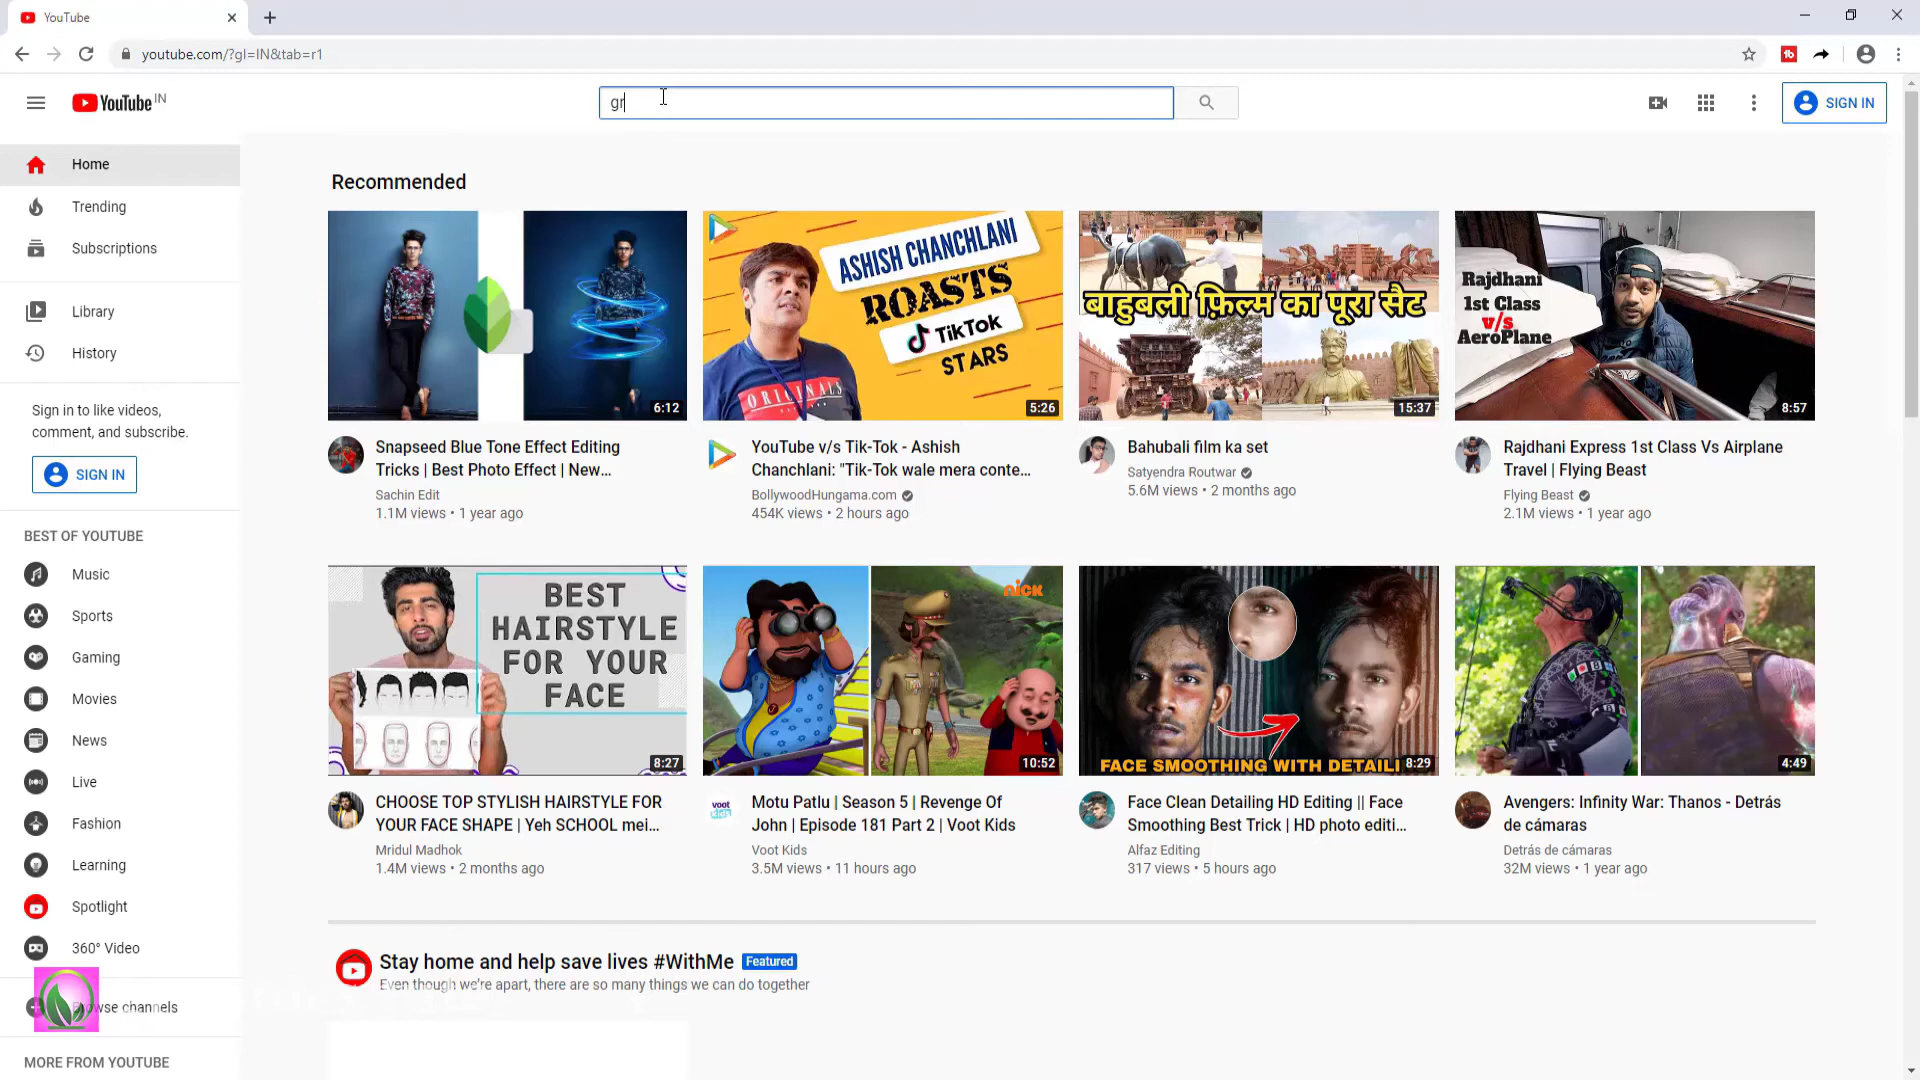 YouTube
youtube.com/?gl=IN&tab=r1
YouTube IN
gr
SIGN IN
Home
Trending
Subscriptions
Library
History
Sign in to like videos,
comment, and subscribe.
SIGN IN
BEST OF YOUTUBE
Music
Sports
Gaming
Movies
News
Live
Fashion
Learning
Spotlight
360° Video
Browse channels
MORE FROM YOUTUBE
Recommended
6:12
Snapseed Blue Tone Effect Editing
Tricks | Best Photo Effect | New...
Sachin Edit
1.1M views • 1 year ago
ASHISH CHANCHLANI
ROASTS
TikTok
STARS
ORIGINALS
5:26
YouTube v/s Tik-Tok - Ashish
Chanchlani: "Tik-Tok wale mera conte...
BollywoodHungama.com
454K views • 2 hours ago
बाहुबली फ़िल्म का पूरा सैट
15:37
Bahubali film ka set
Satyendra Routwar
5.6M views • 2 months ago
Rajdhani
1st Class
v/s
AeroPlane
8:57
Rajdhani Express 1st Class Vs Airplane
Travel | Flying Beast
Flying Beast
2.1M views • 1 year ago
BEST
HAIRSTYLE
FOR YOUR
FACE
8:27
CHOOSE TOP STYLISH HAIRSTYLE FOR
YOUR FACE SHAPE | Yeh SCHOOL mei...
Mridul Madhok
1.4M views • 2 months ago
nick
10:52
voot
Motu Patlu | Season 5 | Revenge Of
John | Episode 181 Part 2 | Voot Kids
Voot Kids
3.5M views • 11 hours ago
FACE SMOOTHING WITH DETAILI
8:29
Face Clean Detailing HD Editing || Face
Smoothing Best Trick | HD photo editi...
Alfaz Editing
317 views • 5 hours ago
4:49
Avengers: Infinity War: Thanos - Detrás
de cámaras
Detrás de cámaras
32M views • 1 year ago
Stay home and help save lives #WithMe Featured
Even though we're apart, there are so many things we can do together